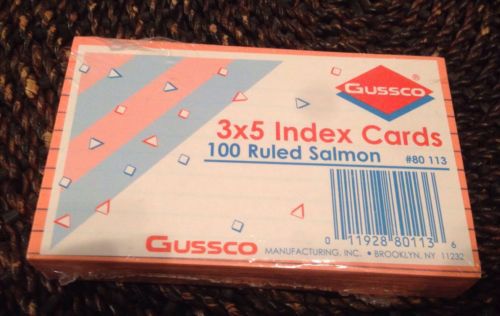 GUSSCO ®
3x5 Index Cards
100 Ruled Salmon #80 113
0 11928 80113 6
GUSSCO MANUFACTURING, INC. • BROOKLYN, NY 11232